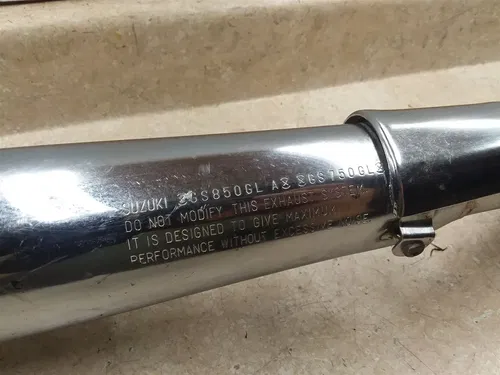 SUZUKI GS850GL A GS750GL
DO NOT MODIFY THIS EXHAUST SYSTEM
IT IS DESIGNED TO GIVE MAXIMUM
PERFORMANCE WITHOUT EXCESSIVE NOISE